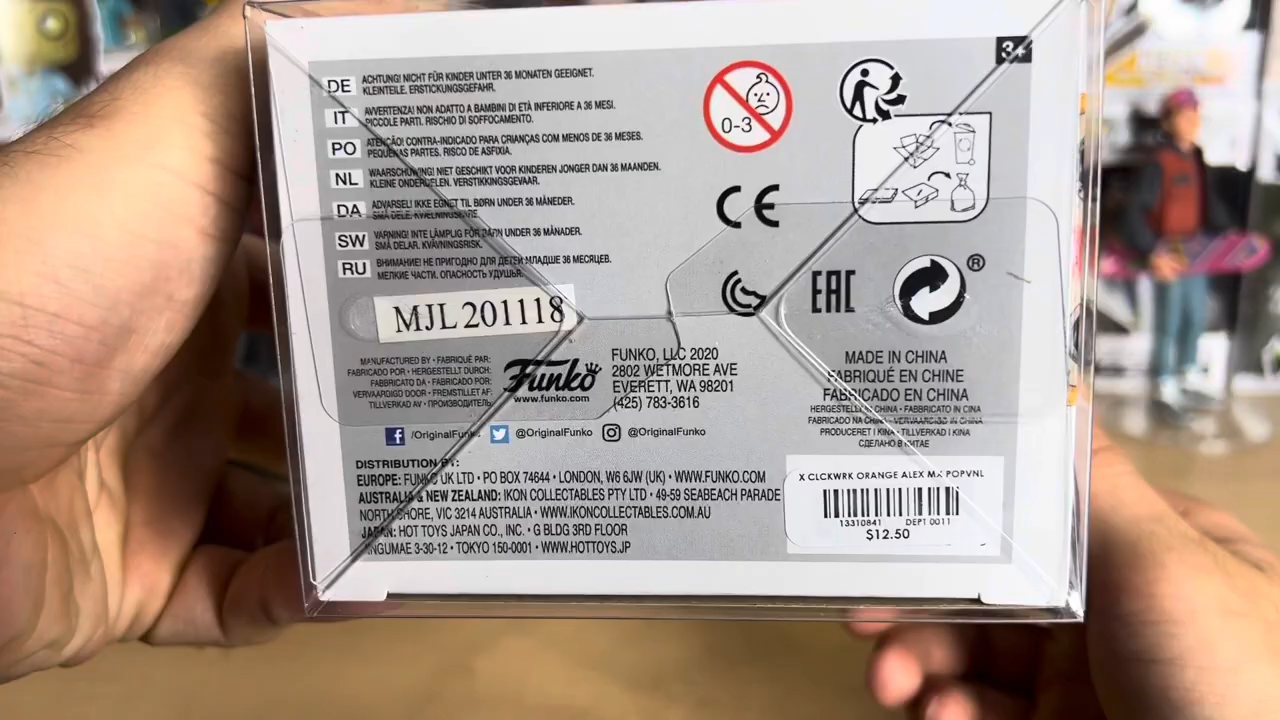 3+
DE ACHTUNG! NICHT FÜR KINDER UNTER 36 MONATEN GEEIGNET.
KLEINTEILE. ERSTICKUNGSGEFAHR.
IT AVVERTENZA! NON ADATTO A BAMBINI DI ETÀ INFERIORE A 36 MESI.
PICCOLE PARTI. RISCHIO DI SOFFOCAMENTO.
PO ATENÇÃO! CONTRA-INDICADO PARA CRIANÇAS COM MENOS DE 36 MESES.
PEQUENAS PARTES. RISCO DE ASFIXIA.
NL WAARSCHUWING! NIET GESCHIKT VOOR KINDEREN JONGER DAN 36 MAANDEN.
KLEINE ONDERDELEN. VERSTIKKINGSGEVAAR.
DA ADVARSEL! IKKE EGNET TIL BØRN UNDER 36 MÅNEDER.
SMÅ DELE. KVÆLNINGSFARE.
SW VARNING! INTE LÄMPLIG FÖR BARN UNDER 36 MÅNADER.
SMÅ DELAR. KVÄVNINGSRISK.
RU ВНИМАНИЕ! НЕ ПРИГОДНО ДЛЯ ДЕТЕЙ МЛАДШЕ 36 МЕСЯЦЕВ.
МЕЛКИЕ ЧАСТИ. ОПАСНОСТЬ УДУШЬЯ.
0-3
CE
EAC
®
MJL 201118
MANUFACTURED BY • FABRIQUÉ PAR:
FABRICADO POR • HERGESTELLT DURCH:
FABBRICATO DA • FABRICADO POR:
VERVAARDIGD DOOR • FREMSTILLET AF:
TILLVERKAD AV • ПРОИЗВОДИТЕЛЬ:
Funko
www.funko.com
FUNKO, LLC 2020
2802 WETMORE AVE
EVERETT, WA 98201
(425) 783-3616
MADE IN CHINA
FABRIQUÉ EN CHINE
FABRICADO EN CHINA
HERGESTELLT IN CHINA • FABBRICATO IN CINA
FABRICADO NA CHINA • VERVAARDIGD IN CHINA
PRODUCERET I KINA • TILLVERKAD I KINA
СДЕЛАНО В КИТАЕ
/OriginalFunko @OriginalFunko @OriginalFunko
DISTRIBUTION BY:
EUROPE: FUNKO UK LTD • PO BOX 74644 • LONDON, W6 6JW (UK) • WWW.FUNKO.COM
AUSTRALIA & NEW ZEALAND: IKON COLLECTABLES PTY LTD • 49-59 SEABEACH PARADE
NORTH SHORE, VIC 3214 AUSTRALIA • WWW.IKONCOLLECTABLES.COM.AU
JAPAN: HOT TOYS JAPAN CO., INC. • G BLDG 3RD FLOOR
JINGUMAE 3-30-12 • TOKYO 150-0001 • WWW.HOTTOYS.JP
X CLCKWRK ORANGE ALEX MK POPVNL
13310841 DEPT 0011
$12.50